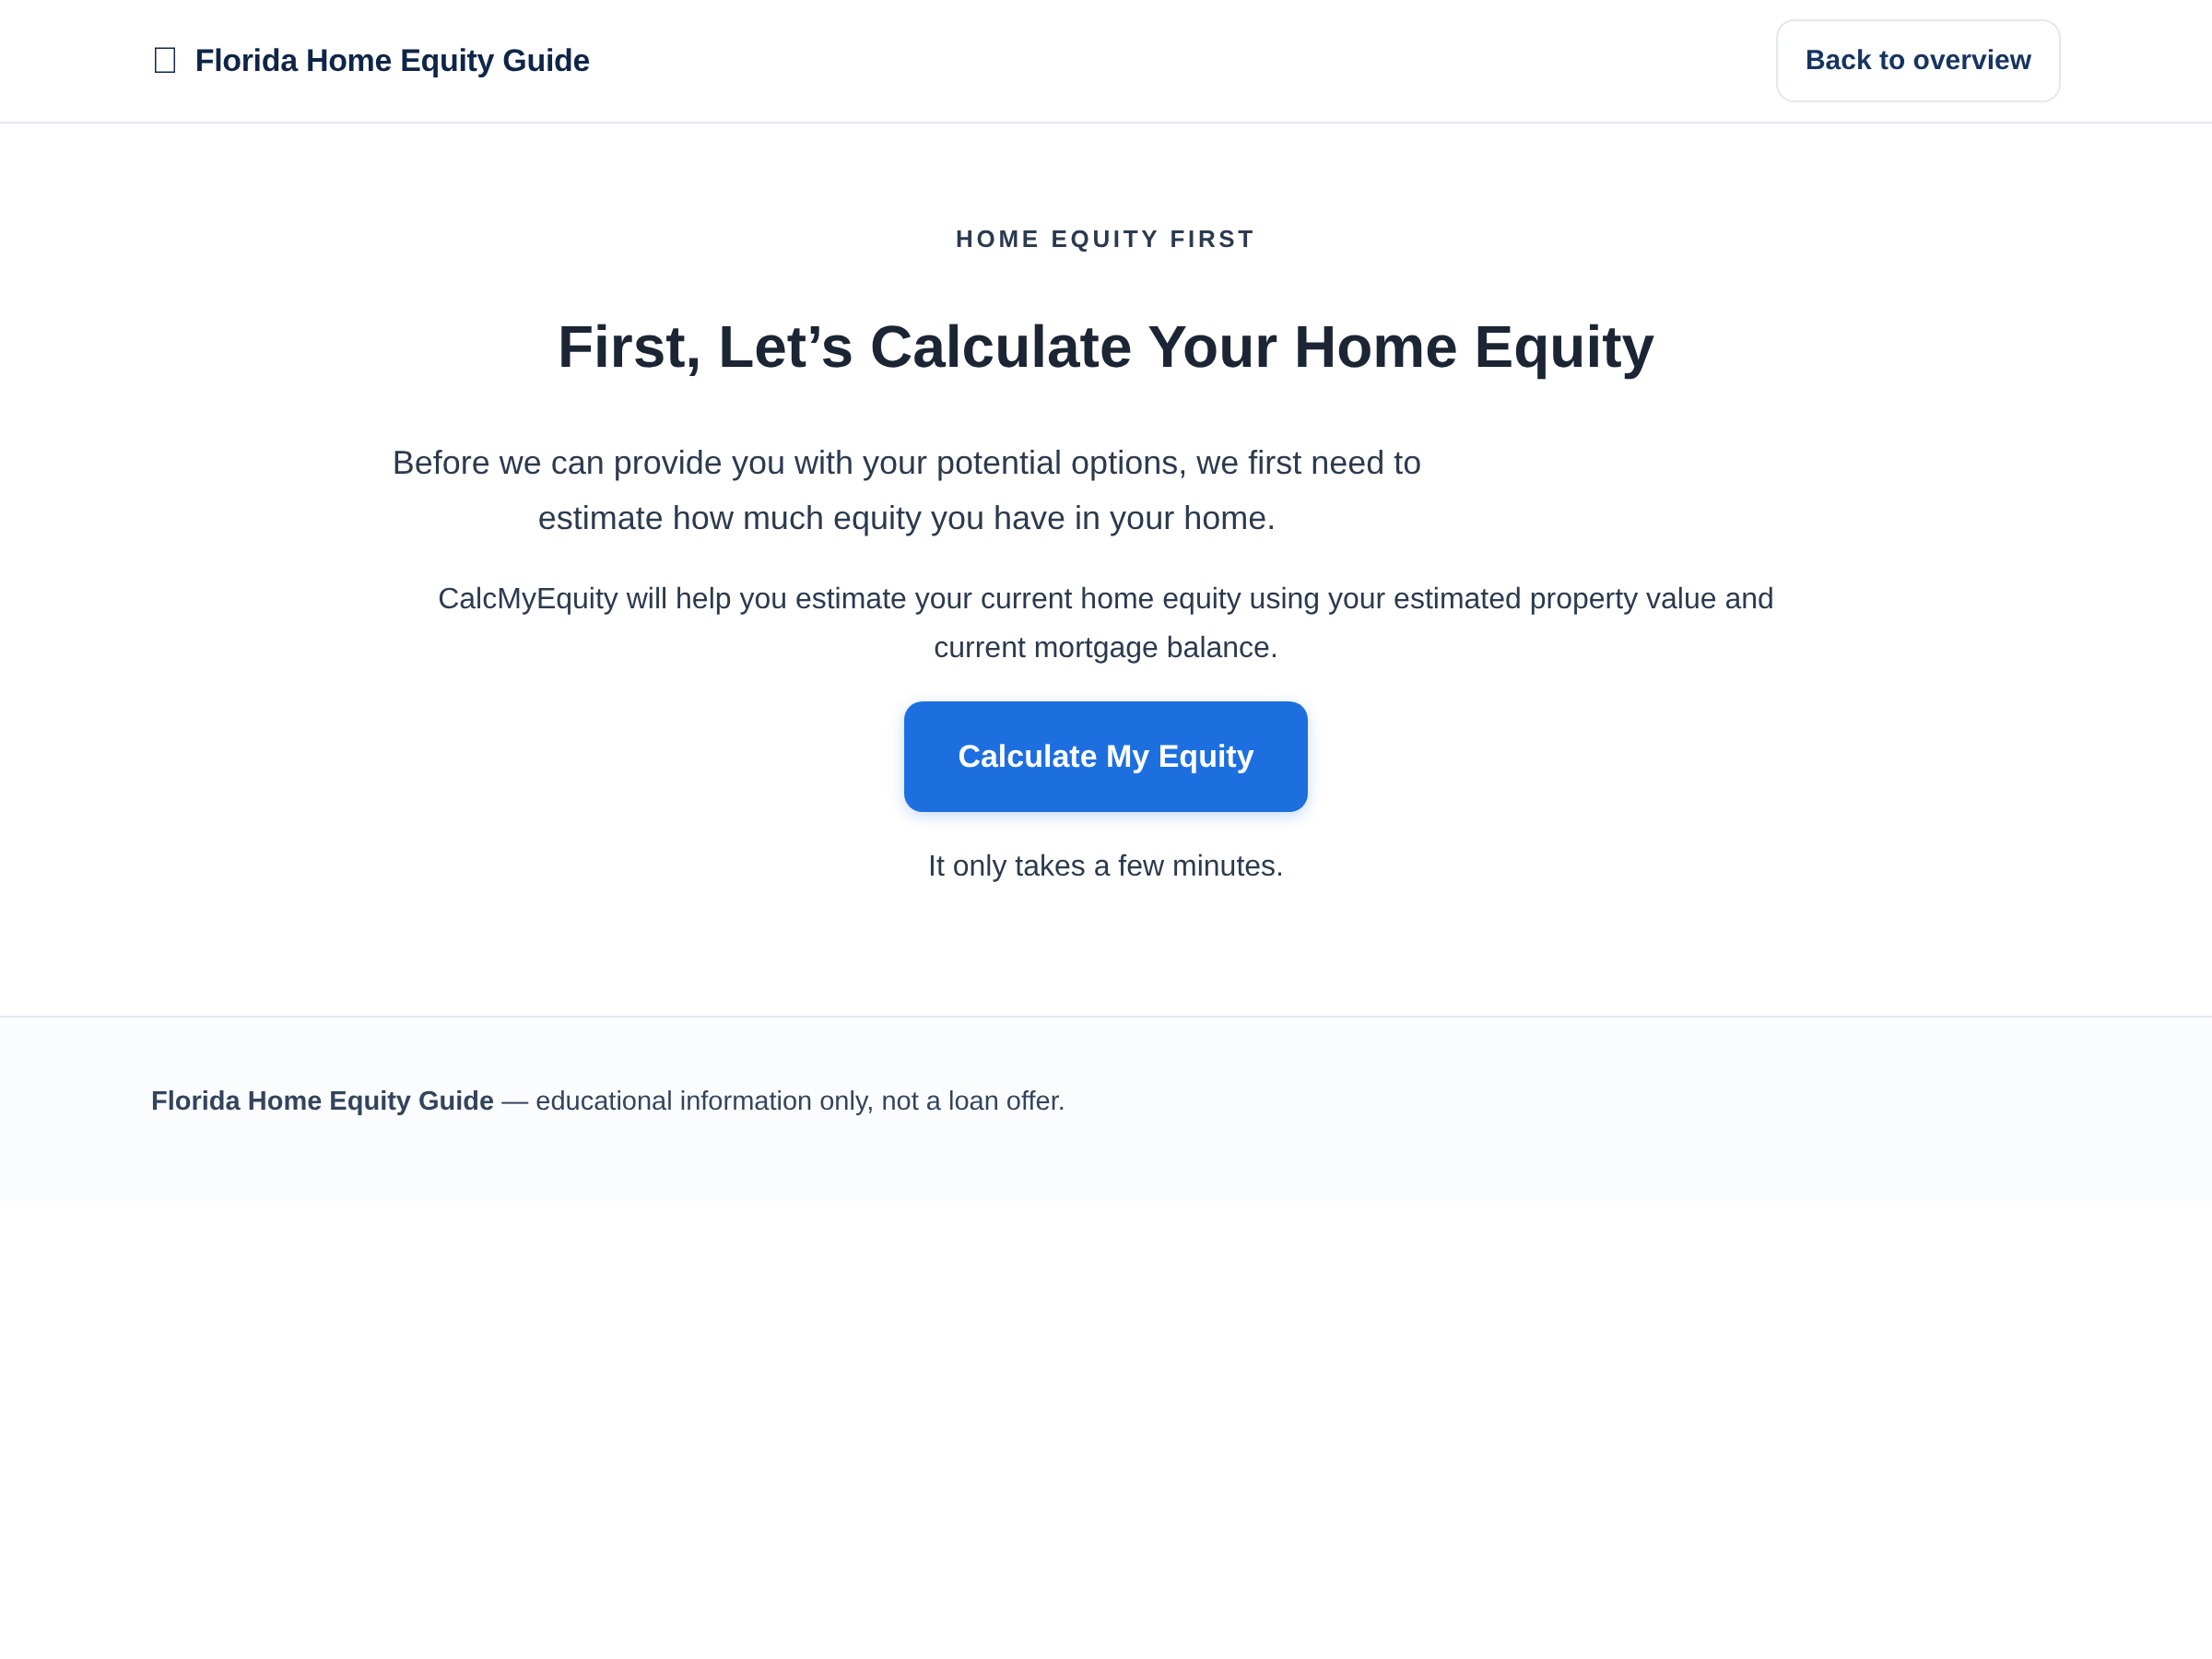 Florida Home Equity Guide
Back to overview
HOME EQUITY FIRST
First, Let’s Calculate Your Home Equity
Before we can provide you with your potential options, we first need to
estimate how much equity you have in your home.
CalcMyEquity will help you estimate your current home equity using your estimated property value and
current mortgage balance.
Calculate My Equity
It only takes a few minutes.
Florida Home Equity Guide — educational information only, not a loan offer.